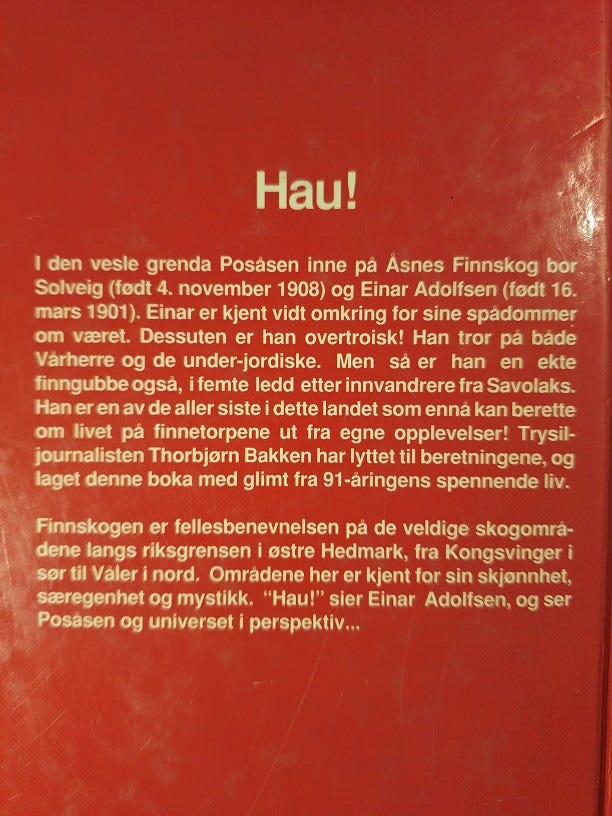 Hau!
I den vesle grenda Posåsen inne på Åsnes Finnskog bor
Solveig (født 4. november 1908) og Einar Adolfsen (født 16.
mars 1901). Einar er kjent vidt omkring for sine spådommer
om været. Dessuten er han overtroisk! Han tror på både
Vårherre og de under-jordiske. Men så er han en ekte
finngubbe også, i femte ledd etter innvandrere fra Savolaks.
Han er en av de aller siste i dette landet som ennå kan berette
om livet på finnetorpene ut fra egne opplevelser! Trysil-
journalisten Thorbjørn Bakken har lyttet til beretningene, og
laget denne boka med glimt fra 91-åringens spennende liv.
Finnskogen er fellesbenevnelsen på de veldige skogområ-
dene langs riksgrensen i østre Hedmark, fra Kongsvinger i
sør til Våler i nord. Områdene her er kjent for sin skjønnhet,
særegenhet og mystikk. "Hau!" sier Einar Adolfsen, og ser
Posåsen og universet i perspektiv...